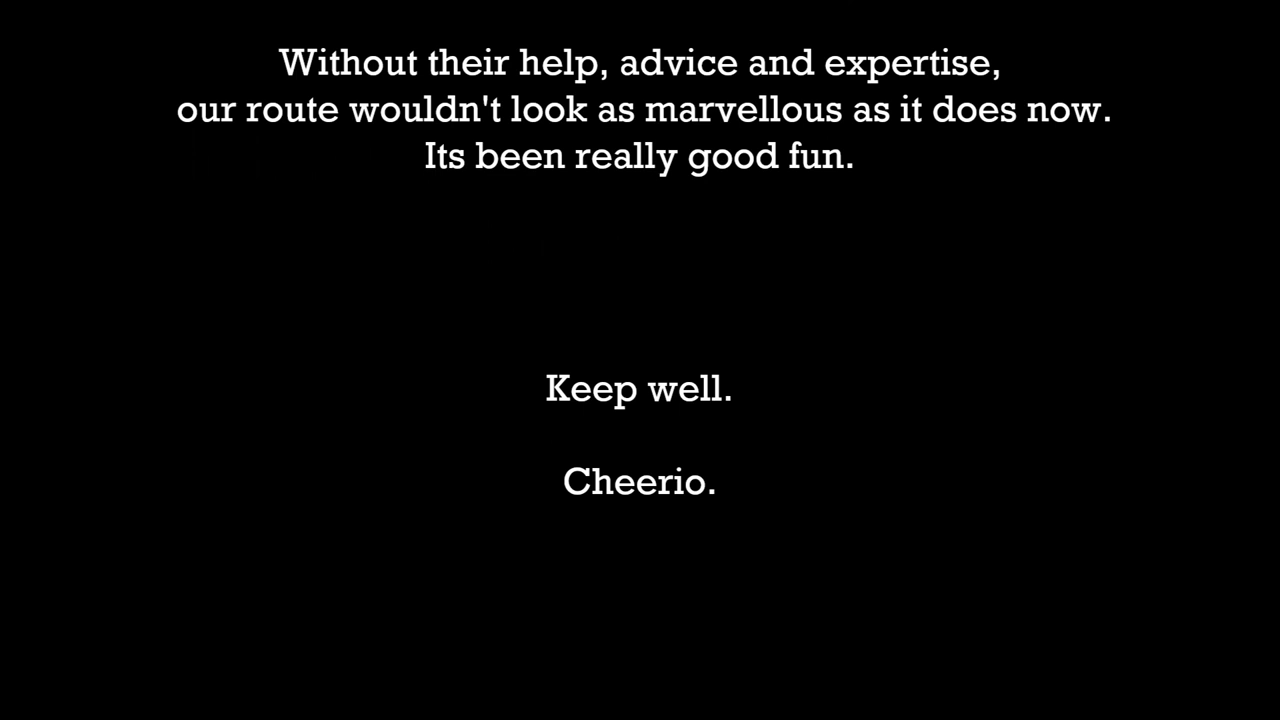 Without their help, advice and expertise,
our route wouldn't look as marvellous as it does now.
Its been really good fun.
Keep well.
Cheerio.